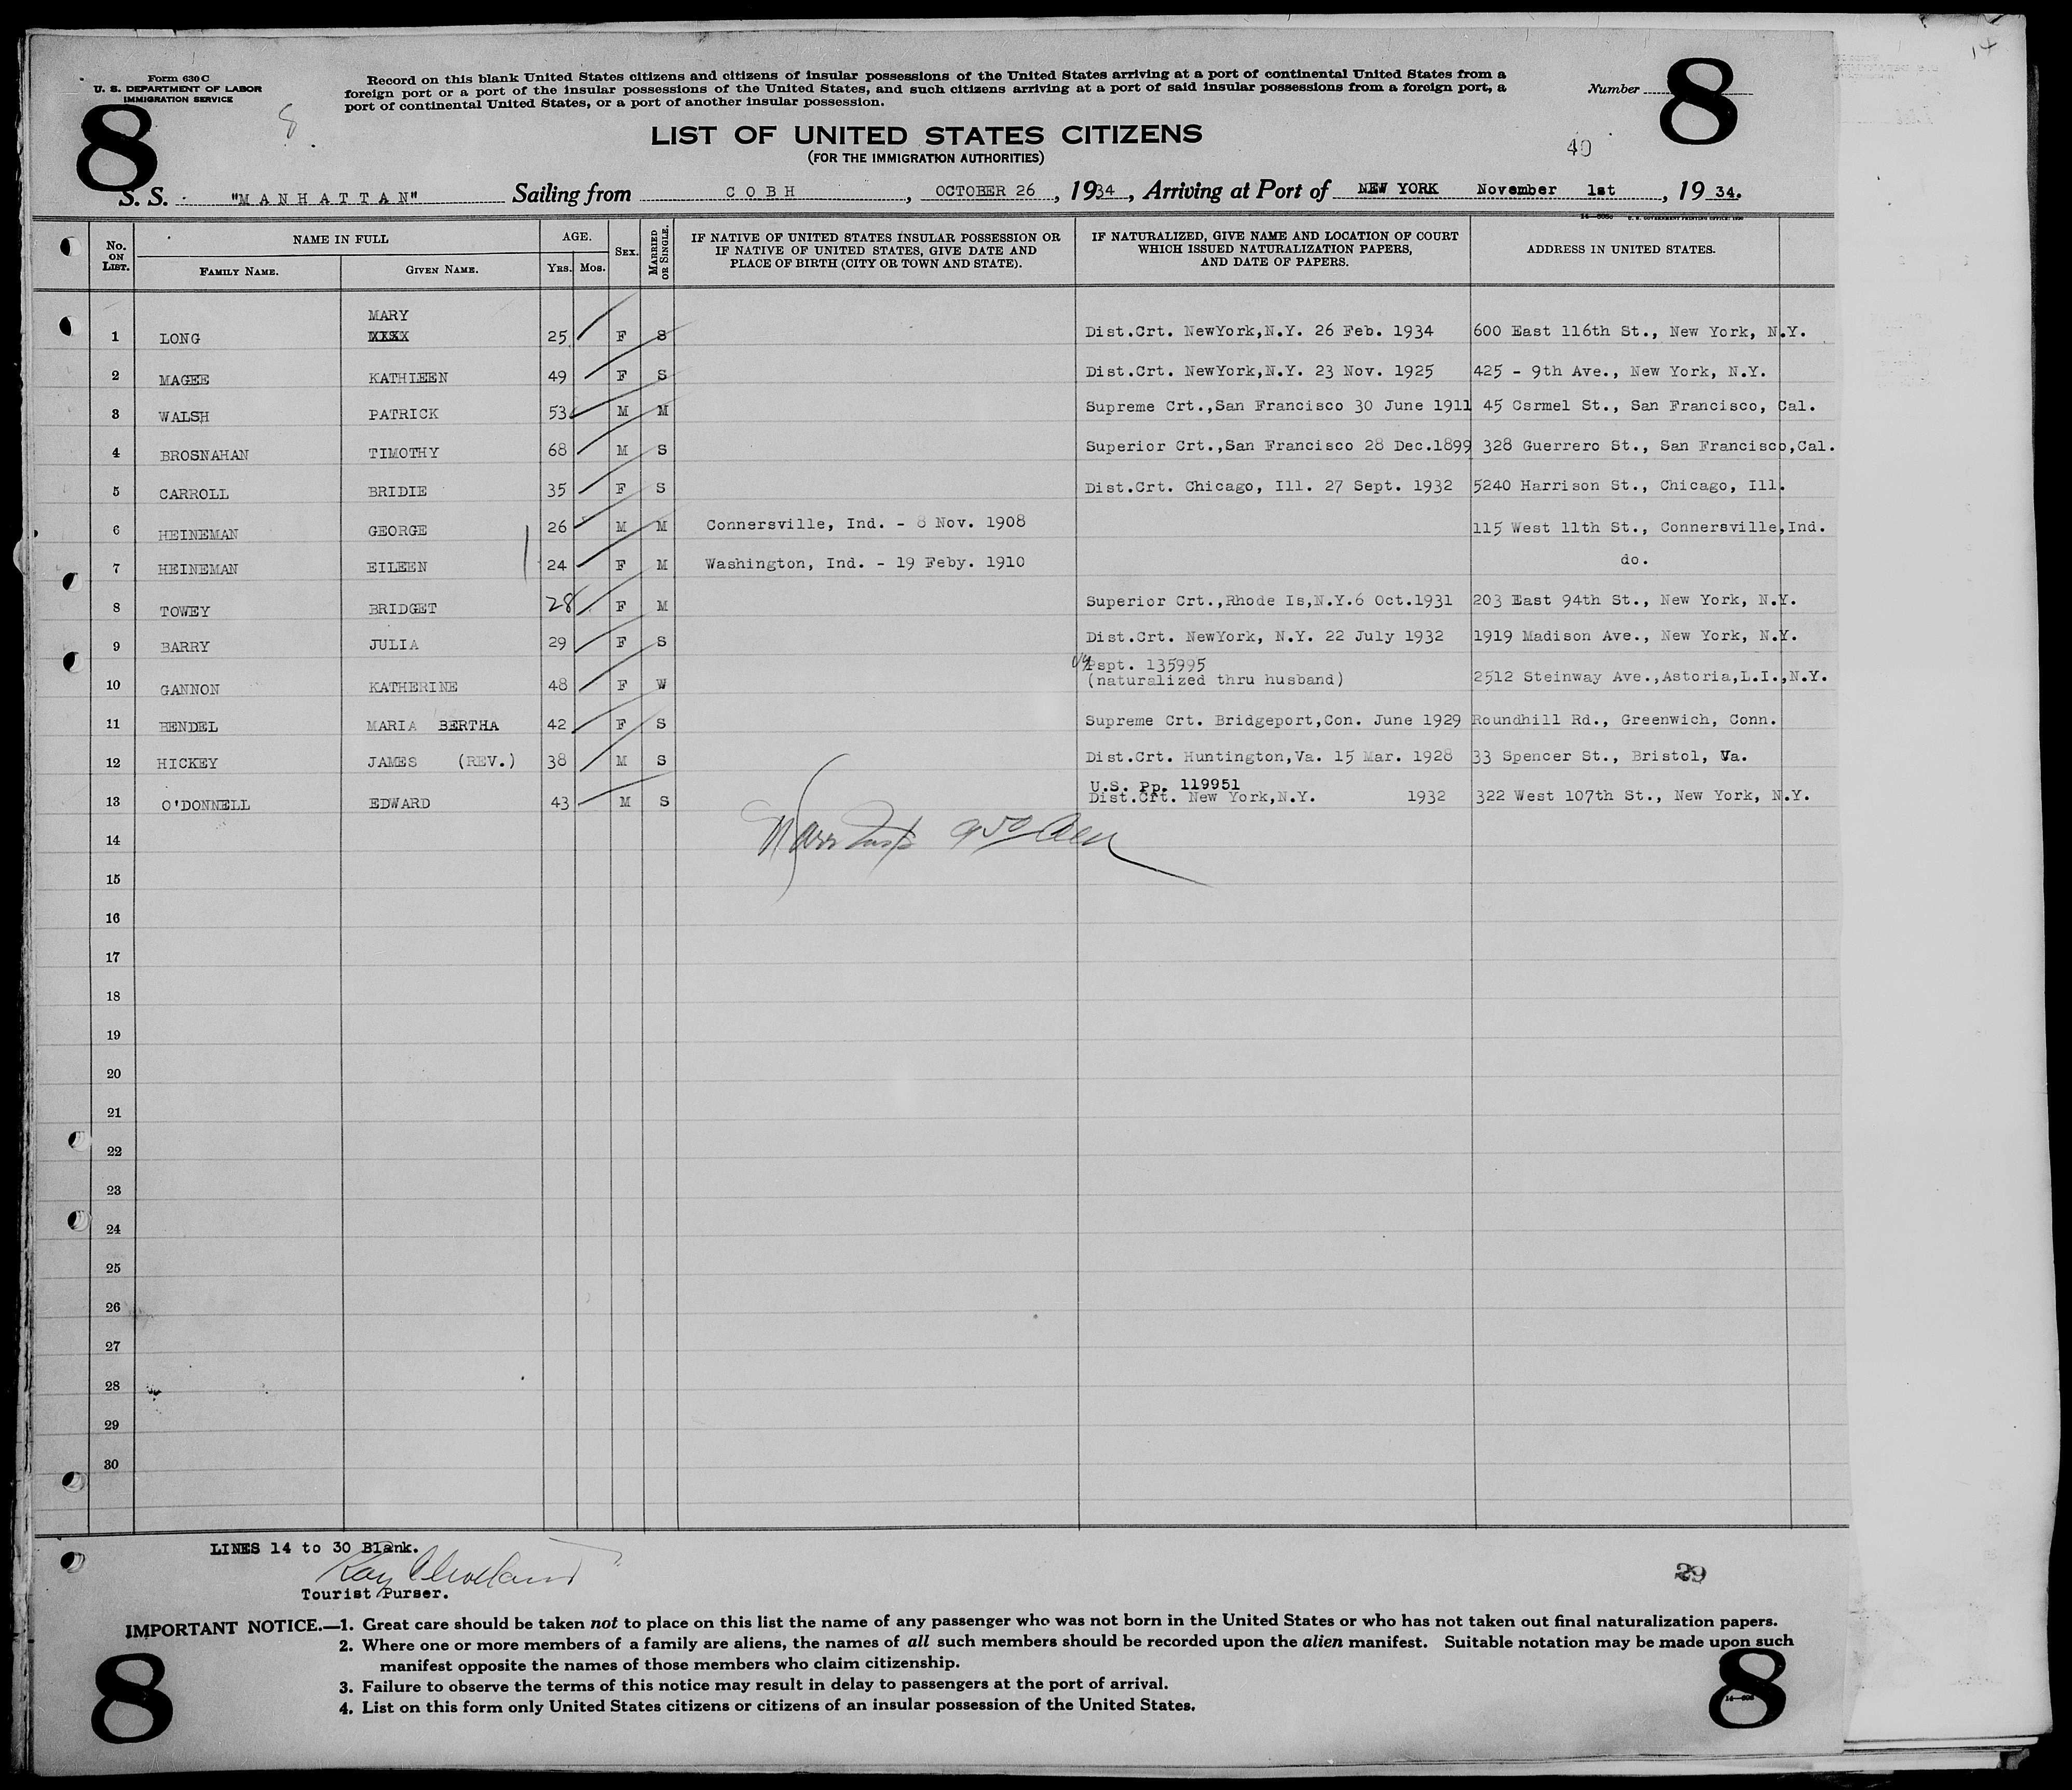 Form 630 C
U. S. DEPARTMENT OF LABOR
IMMIGRATION SERVICE
8
8
Record on this blank United States citizens and citizens of insular possessions of the United States arriving at a port of continental United States from a
foreign port or a port of the insular possessions of the United States, and such citizens arriving at a port of said insular possessions from a foreign port, a
port of continental United States, or a port of another insular possession.
Number
8
14
LIST OF UNITED STATES CITIZENS
(FOR THE IMMIGRATION AUTHORITIES)
40
S. S. "MANHATTAN" Sailing from COBH, OCTOBER 26, 1934, Arriving at Port of NEW YORK November 1st, 1934.
No. ON LIST. NAME IN FULL FAMILY NAME. GIVEN NAME. AGE. YRS. MOS. SEX. MARRIED OR SINGLE. IF NATIVE OF UNITED STATES INSULAR POSSESSION OR IF NATIVE OF UNITED STATES, GIVE DATE AND PLACE OF BIRTH (CITY OR TOWN AND STATE). IF NATURALIZED, GIVE NAME AND LOCATION OF COURT WHICH ISSUED NATURALIZATION PAPERS, AND DATE OF PAPERS. ADDRESS IN UNITED STATES.
MARY
1 LONG XXXX 25 F S Dist.Crt. NewYork,N.Y. 26 Feb. 1934 600 East 116th St., New York, N.Y.
2 MAGEE KATHLEEN 49 F S Dist.Crt. NewYork,N.Y. 23 Nov. 1925 425 - 9th Ave., New York, N.Y.
3 WALSH PATRICK 53 M M Supreme Crt.,San Francisco 30 June 1911 45 Csrmel St., San Francisco, Cal.
4 BROSNAHAN TIMOTHY 68 M S Superior Crt.,San Francisco 28 Dec.1899 328 Guerrero St., San Francisco,Cal.
5 CARROLL BRIDIE 35 F S Dist.Crt. Chicago, Ill. 27 Sept. 1932 5240 Harrison St., Chicago, Ill.
6 HEINEMAN GEORGE 26 M M Connersville, Ind. - 8 Nov. 1908 115 West 11th St., Connersville,Ind.
7 HEINEMAN EILEEN 24 F M Washington, Ind. - 19 Feby. 1910 do.
8 TOWEY BRIDGET 28 F M Superior Crt.,Rhode Is,N.Y.6 Oct.1931 203 East 94th St., New York, N.Y.
9 BARRY JULIA 29 F S Dist.Crt. NewYork, N.Y. 22 July 1932 1919 Madison Ave., New York, N.Y.
Pspt. 135995
10 GANNON KATHERINE 48 F W (naturalized thru husband) 2512 Steinway Ave.,Astoria,L.I.,N.Y.
11 HENDEL MARIA BERTHA 42 F S Supreme Crt. Bridgeport,Con. June 1929 Roundhill Rd., Greenwich, Conn.
12 HICKEY JAMES (REV.) 38 M S Dist.Crt. Huntington,Va. 15 Mar. 1928 33 Spencer St., Bristol, Va.
U.S. Pp. 119951
13 O'DONNELL EDWARD 43 M S Dist.Crt. New York,N.Y. 1932 322 West 107th St., New York, N.Y.
14
15
16
17
18
19
20
21
22
23
24
25
26
27
28
29
30
LINES 14 to 30 Blank.
Tourist Purser.
29
IMPORTANT NOTICE.—1. Great care should be taken not to place on this list the name of any passenger who was not born in the United States or who has not taken out final naturalization papers.
2. Where one or more members of a family are aliens, the names of all such members should be recorded upon the alien manifest. Suitable notation may be made upon such
manifest opposite the names of those members who claim citizenship.
3. Failure to observe the terms of this notice may result in delay to passengers at the port of arrival.
4. List on this form only United States citizens or citizens of an insular possession of the United States.
8
8